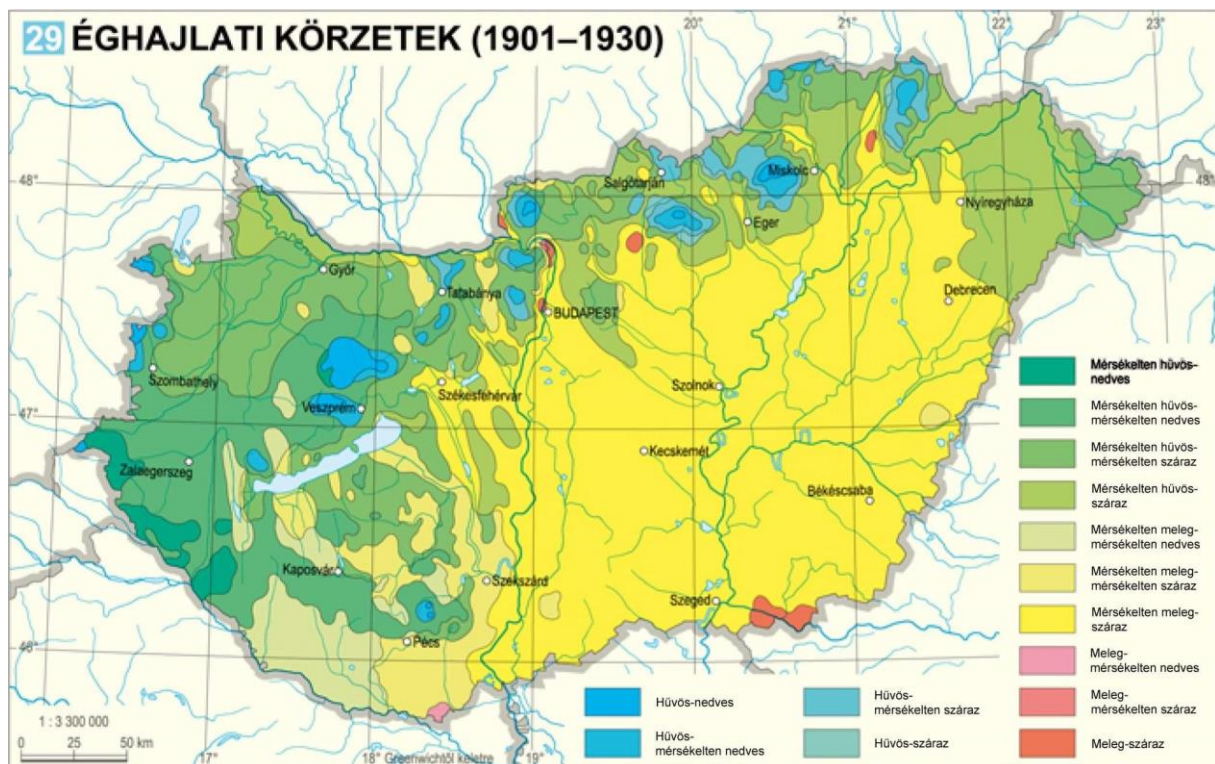 29 ÉGHAJLATI KÖRZETEK (1901–1930)
20°
21°
22°
23°
48°
Salgótarján
Miskolc
48°
Nyíregyháza
Eger
Győr
Tatabánya
Debrecen
BUDAPEST
Szombathely
Székesfehérvár
Szolnok
Veszprém
47°
47°
Kecskemét
Zalaegerszeg
Békéscsaba
Kaposvár
Szekszárd
Szeged
Pécs
46°
1 : 3 300 000
0 25 50 km
17°
18° Greenwichtől keletre
19°
Mérsékelten hűvös-
nedves
Mérsékelten hűvös-
mérsékelten nedves
Mérsékelten hűvös-
mérsékelten száraz
Mérsékelten hűvös-
száraz
Mérsékelten meleg-
mérsékelten nedves
Mérsékelten meleg-
mérsékelten száraz
Mérsékelten meleg-
száraz
Meleg-
mérsékelten nedves
Meleg-
mérsékelten száraz
Meleg-száraz
Hűvös-nedves
Hűvös-
mérsékelten nedves
Hűvös-
mérsékelten száraz
Hűvös-száraz